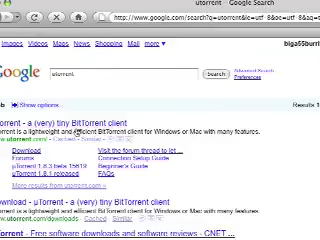 utorrent – Google Search
http://www.google.com/search?q=utorrent&ie=utf-8&oe=utf-8&aq=t
Images Videos Maps News Shopping Mail more
Google utorrent Search Advanced Search
Preferences
Show options... Results 1
orrent - a (very) tiny BitTorrent client
rrent is a lightweight and efficient BitTorrent client for Windows or Mac with many features.
w.utorrent.com/ - Cached - Similar
Download Visit the forum thread to let ...
Forums Connection Setup Guide
µTorrent 1.8.3 beta 15619 Beginner's Guide
µTorrent 1.8.1 released FAQs
More results from utorrent.com »
ownload - µTorrent - a (very) tiny BitTorrent client
rrent is a lightweight and efficient BitTorrent client for Windows or Mac with many features.
w.utorrent.com/downloads - Cached - Similar
Torrent - Free software downloads and software reviews - CNET ...